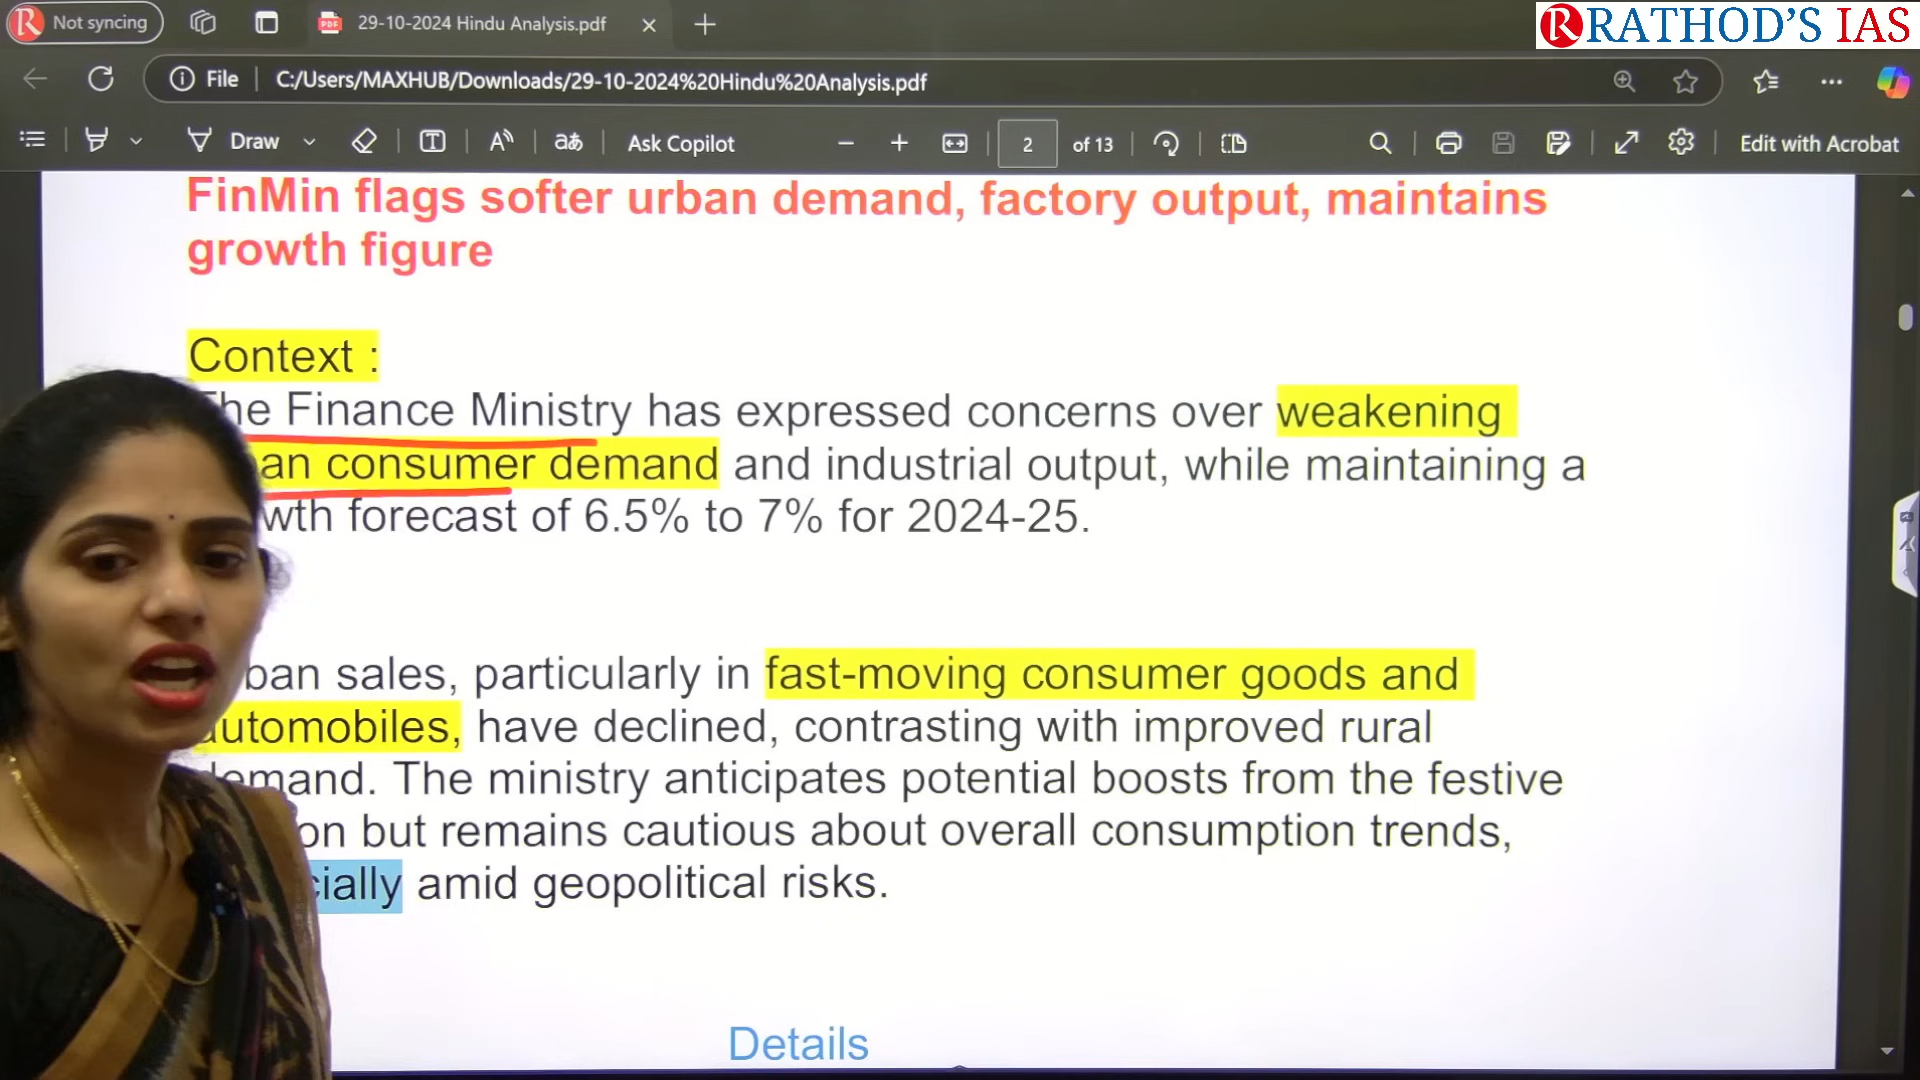 Not syncing
29-10-2024 Hindu Analysis.pdf
RATHOD'S IAS
File
C:/Users/MAXHUB/Downloads/29-10-2024%20Hindu%20Analysis.pdf
Draw
Ask Copilot
2
of 13
Edit with Acrobat
FinMin flags softer urban demand, factory output, maintains
growth figure
Context :
The Finance Ministry has expressed concerns over weakening
an consumer demand and industrial output, while maintaining a
wth forecast of 6.5% to 7% for 2024-25.
ban sales, particularly in fast-moving consumer goods and
automobiles, have declined, contrasting with improved rural
demand. The ministry anticipates potential boosts from the festive
on but remains cautious about overall consumption trends,
cially amid geopolitical risks.
Details